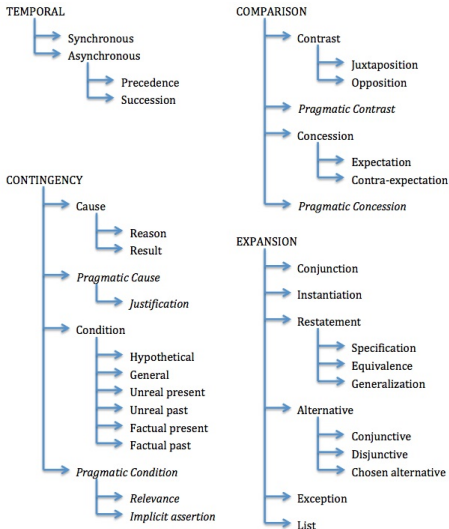 TEMPORAL
Synchronous
Asynchronous
Precedence
Succession
CONTINGENCY
Cause
Reason
Result
Pragmatic Cause
Justification
Condition
Hypothetical
General
Unreal present
Unreal past
Factual present
Factual past
Pragmatic Condition
Relevance
Implicit assertion
COMPARISON
Contrast
Juxtaposition
Opposition
Pragmatic Contrast
Concession
Expectation
Contra-expectation
Pragmatic Concession
EXPANSION
Conjunction
Instantiation
Restatement
Specification
Equivalence
Generalization
Alternative
Conjunctive
Disjunctive
Chosen alternative
Exception
List